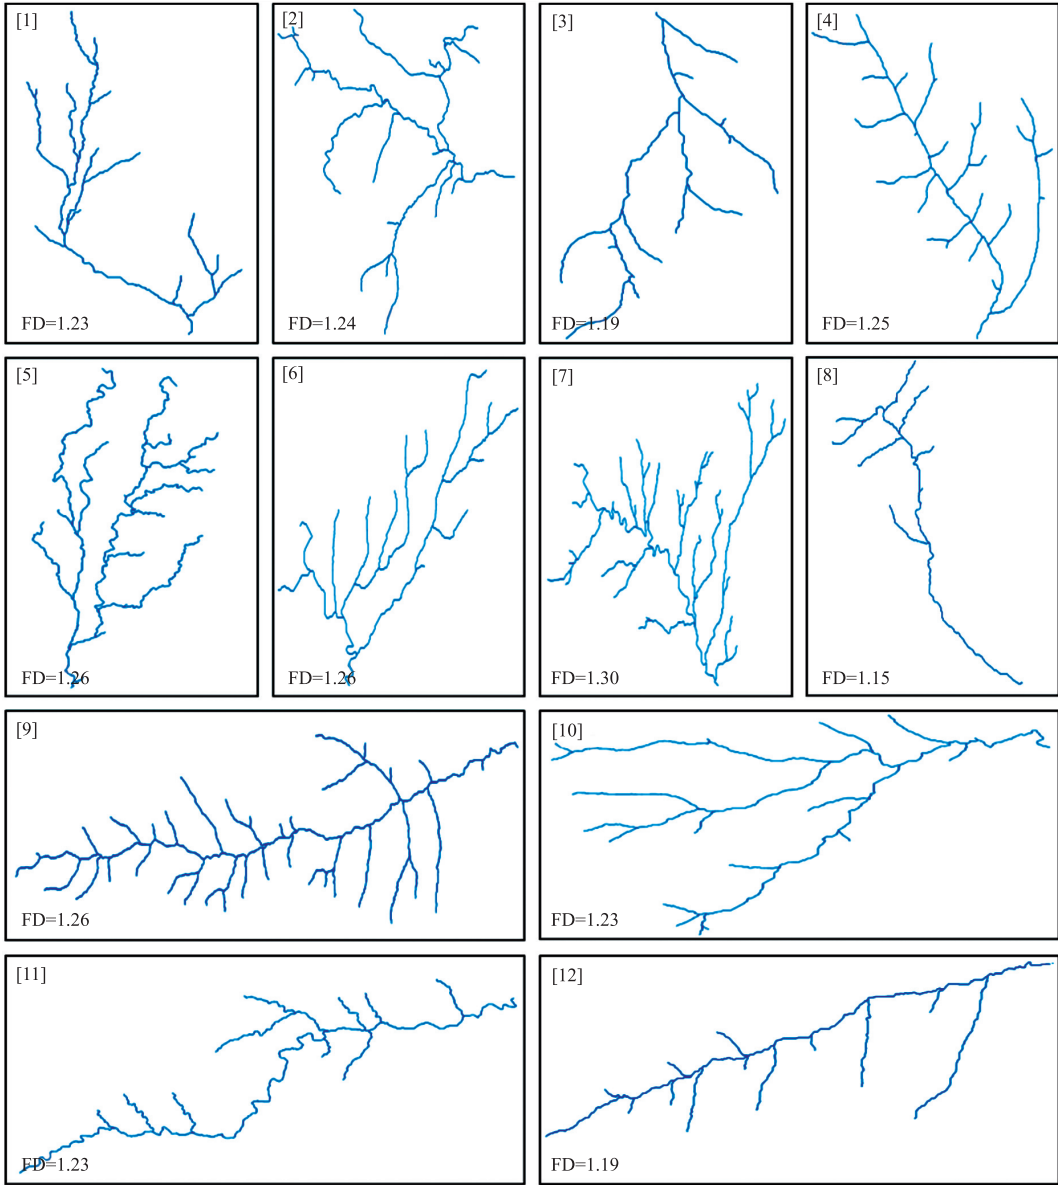 [1]
FD=1.23
[2]
FD=1.24
[3]
FD=1.19
[4]
FD=1.25
[5]
FD=1.26
[6]
FD=1.26
[7]
FD=1.30
[8]
FD=1.15
[9]
FD=1.26
[10]
FD=1.23
[11]
FD=1.23
[12]
FD=1.19